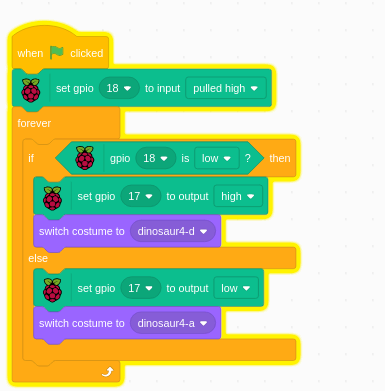 when clicked
set gpio 18 to input pulled high
forever
if gpio 18 is low ? then
set gpio 17 to output high
switch costume to dinosaur4-d
else
set gpio 17 to output low
switch costume to dinosaur4-a